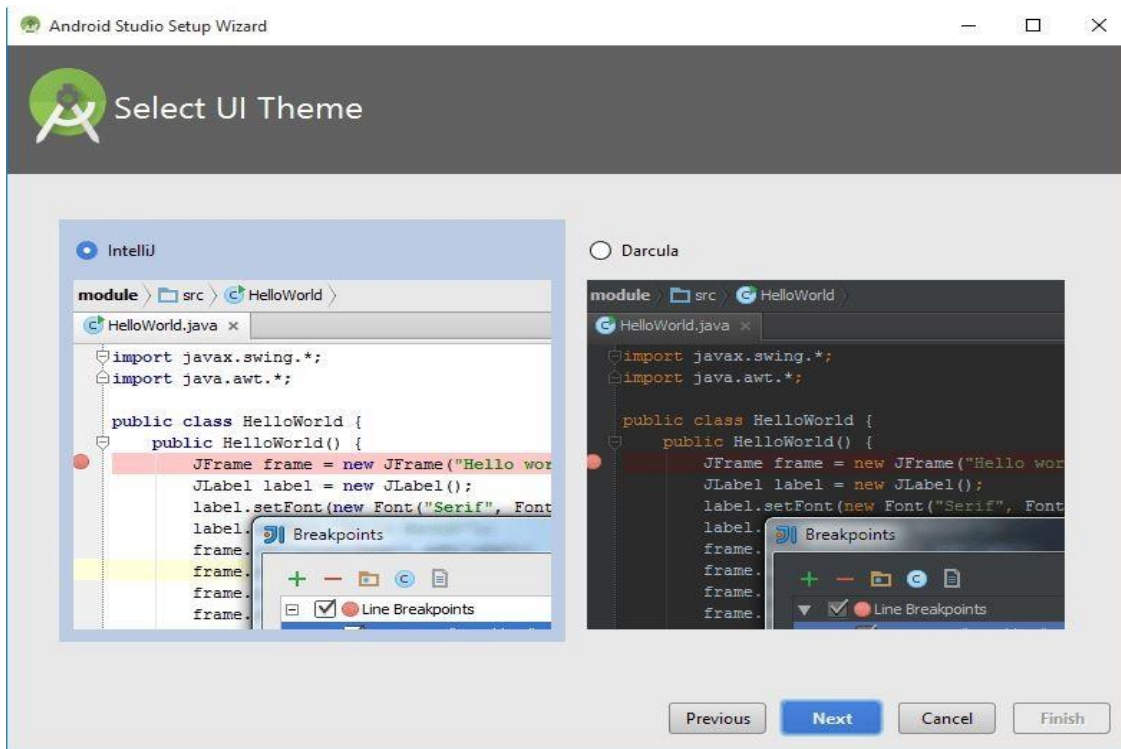 Android Studio Setup Wizard
Select UI Theme
IntelliJ
module src HelloWorld
HelloWorld.java ×
import javax.swing.*;
import java.awt.*;
public class HelloWorld {
public HelloWorld() {
JFrame frame = new JFrame("Hello wor
JLabel label = new JLabel();
label.setFont(new Font("Serif", Font
label.
frame.
frame.
frame.
frame.
Breakpoints
Line Breakpoints
Darcula
module src HelloWorld
HelloWorld.java ×
import javax.swing.*;
import java.awt.*;
public class HelloWorld {
public HelloWorld() {
JFrame frame = new JFrame("Hello wor
JLabel label = new JLabel();
label.setFont(new Font("Serif", Font
label.
frame.
frame.
frame.
frame.
Breakpoints
Line Breakpoints
Previous Next Cancel Finish